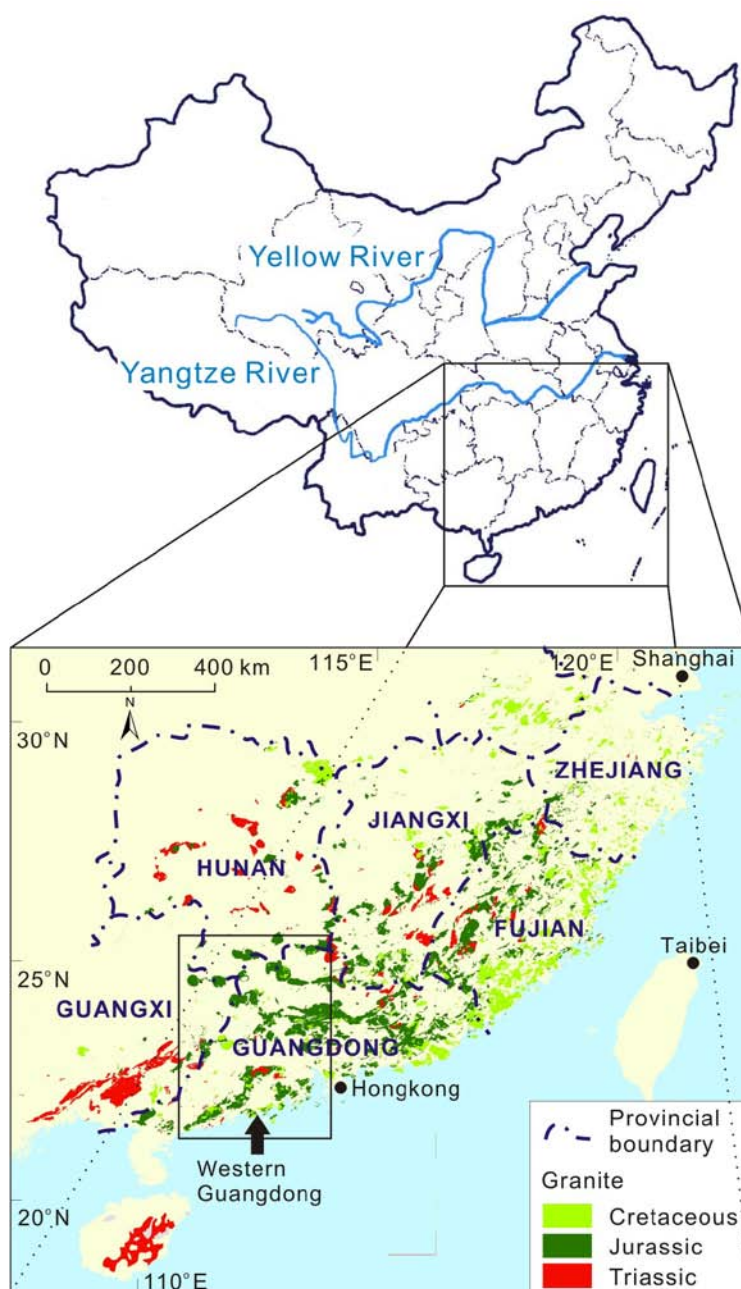 Yellow River
Yangtze River
0 200 400 km
N
115°E
120°E
Shanghai
30°N
ZHEJIANG
JIANGXI
HUNAN
FUJIAN
25°N
Taibei
GUANGXI
GUANGDONG
Hongkong
Western
Guangdong
Provincial
boundary
Granite
Cretaceous
Jurassic
Triassic
20°N
110°E